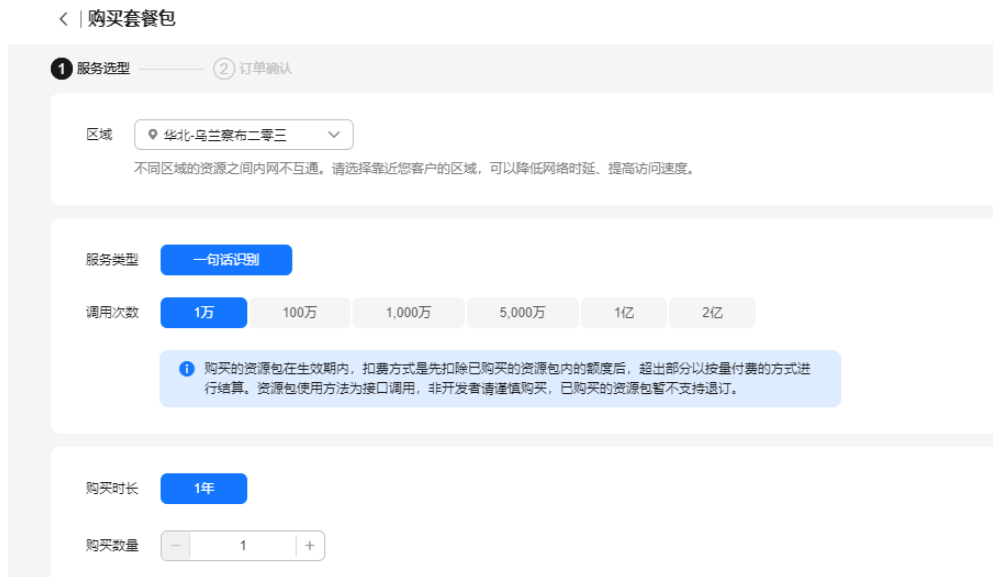 购买套餐包
1 服务选型 2 订单确认
区域 华北-乌兰察布二零三
不同区域的资源之间内网不互通。请选择靠近您客户的区域，可以降低网络时延、提高访问速度。
服务类型 一句话识别
调用次数 1万 100万 1,000万 5,000万 1亿 2亿
购买的资源包在生效期内，扣费方式是先扣除已购买的资源包内的额度后，超出部分以按量付费的方式进
行结算。资源包使用方法为接口调用，非开发者请谨慎购买，已购买的资源包暂不支持退订。
购买时长 1年
购买数量 － 1 +